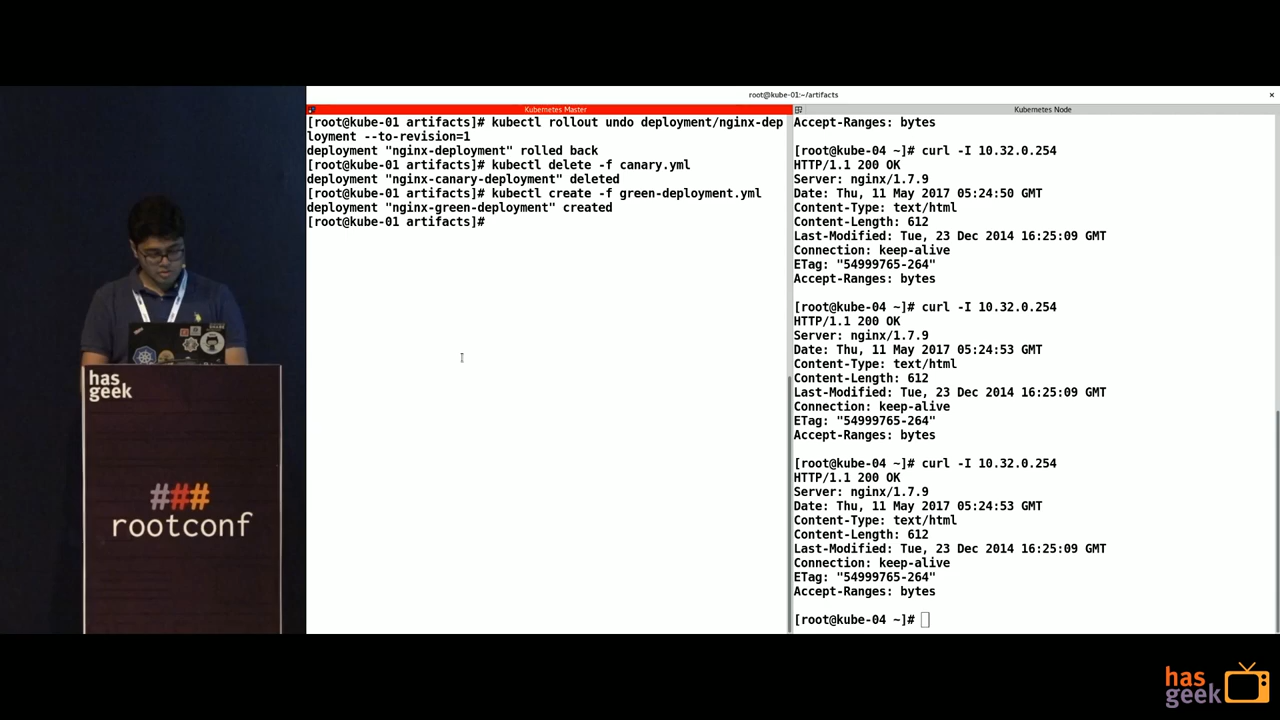 root@kube-01:~/artifacts
Kubernetes Master
[root@kube-01 artifacts]# kubectl rollout undo deployment/nginx-dep
loyment --to-revision=1
deployment "nginx-deployment" rolled back
[root@kube-01 artifacts]# kubectl delete -f canary.yml
deployment "nginx-canary-deployment" deleted
[root@kube-01 artifacts]# kubectl create -f green-deployment.yml
deployment "nginx-green-deployment" created
[root@kube-01 artifacts]#
Kubernetes Node
Accept-Ranges: bytes
[root@kube-04 ~]# curl -I 10.32.0.254
HTTP/1.1 200 OK
Server: nginx/1.7.9
Date: Thu, 11 May 2017 05:24:50 GMT
Content-Type: text/html
Content-Length: 612
Last-Modified: Tue, 23 Dec 2014 16:25:09 GMT
Connection: keep-alive
ETag: "54999765-264"
Accept-Ranges: bytes
[root@kube-04 ~]# curl -I 10.32.0.254
HTTP/1.1 200 OK
Server: nginx/1.7.9
Date: Thu, 11 May 2017 05:24:53 GMT
Content-Type: text/html
Content-Length: 612
Last-Modified: Tue, 23 Dec 2014 16:25:09 GMT
Connection: keep-alive
ETag: "54999765-264"
Accept-Ranges: bytes
[root@kube-04 ~]# curl -I 10.32.0.254
HTTP/1.1 200 OK
Server: nginx/1.7.9
Date: Thu, 11 May 2017 05:24:53 GMT
Content-Type: text/html
Content-Length: 612
Last-Modified: Tue, 23 Dec 2014 16:25:09 GMT
Connection: keep-alive
ETag: "54999765-264"
Accept-Ranges: bytes
[root@kube-04 ~]#
has
geek
###
rootconf
has
geek